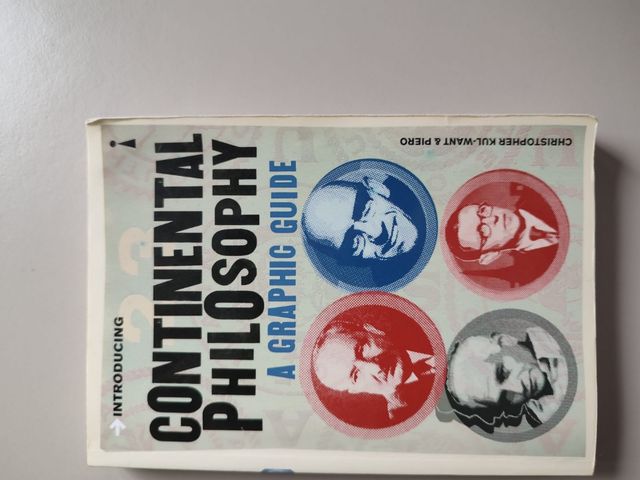 INTRODUCING
CONTINENTAL
PHILOSOPHY
A GRAPHIC GUIDE
CHRISTOPHER KUL-WANT & PIERO